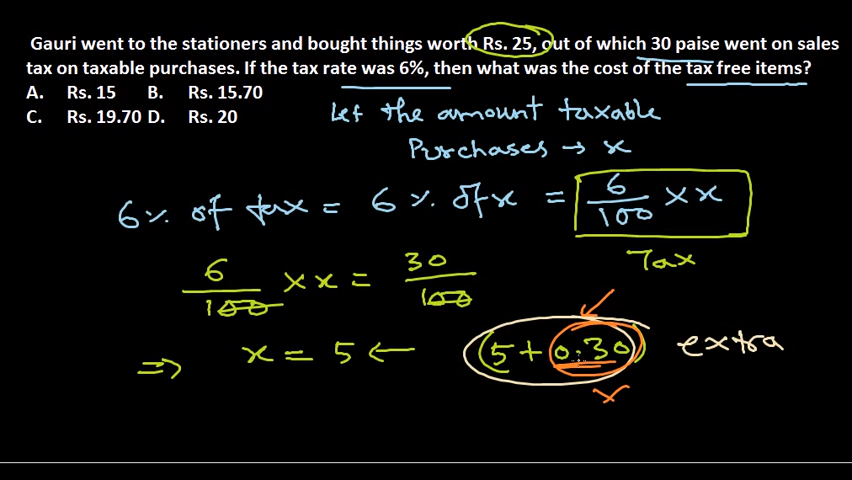 Gauri went to the stationers and bought things worth Rs. 25, out of which 30 paise went on sales
tax on taxable purchases. If the tax rate was 6%, then what was the cost of the tax free items?
A. Rs. 15 B. Rs. 15.70
C. Rs. 19.70 D. Rs. 20
Let the amount taxable
Purchases → x
6% of tax = 6 % of x = 6/100 × x
Tax
6/100 × x = 30/100
⇒ x = 5 ← (5 + 0.30) extra
×